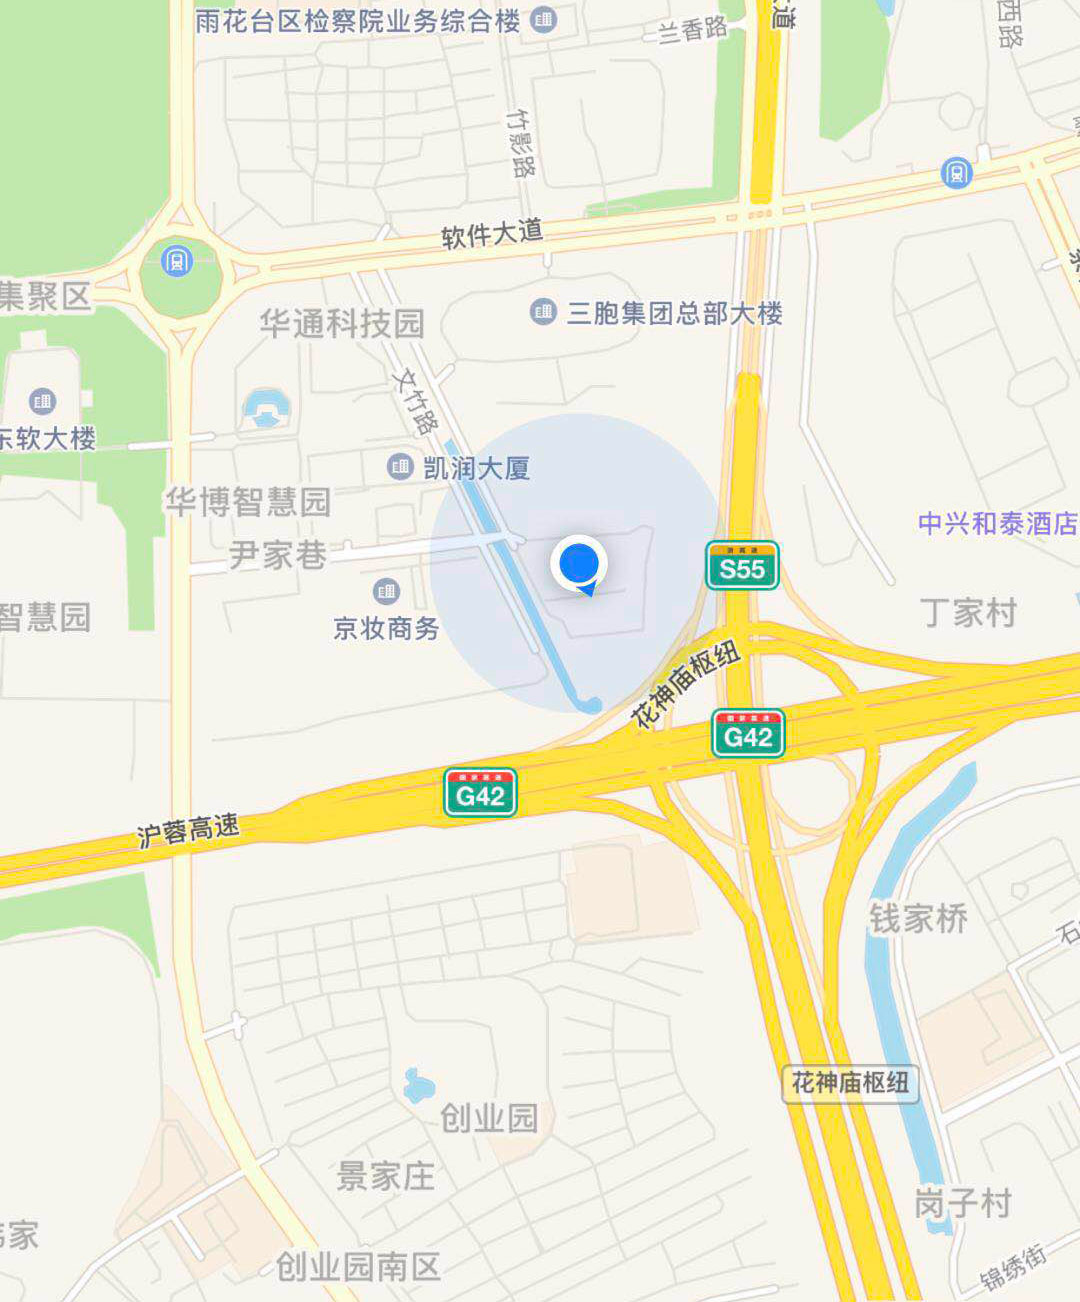 雨花台区检察院业务综合楼
兰香路
道
西路
竹影路
软件大道
集聚区
华通科技园
三胞集团总部大楼
文竹路
东软大楼
凯润大厦
华博智慧园
中兴和泰酒店
尹家巷
S55
智慧园
京妆商务
丁家村
花神庙枢纽
G42
G42
沪蓉高速
钱家桥
石
花神庙枢纽
创业园
景家庄
岗子村
家
创业园南区
锦绣街